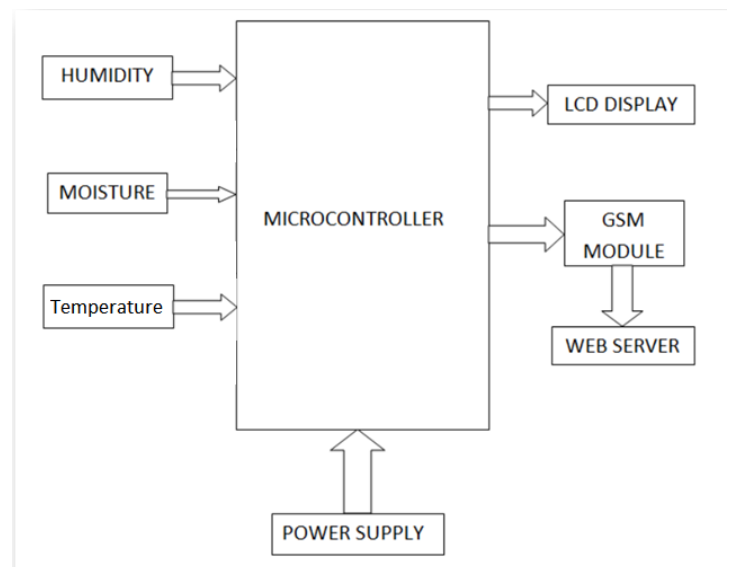 HUMIDITY
LCD DISPLAY
MOISTURE
MICROCONTROLLER
GSM
MODULE
Temperature
WEB SERVER
POWER SUPPLY